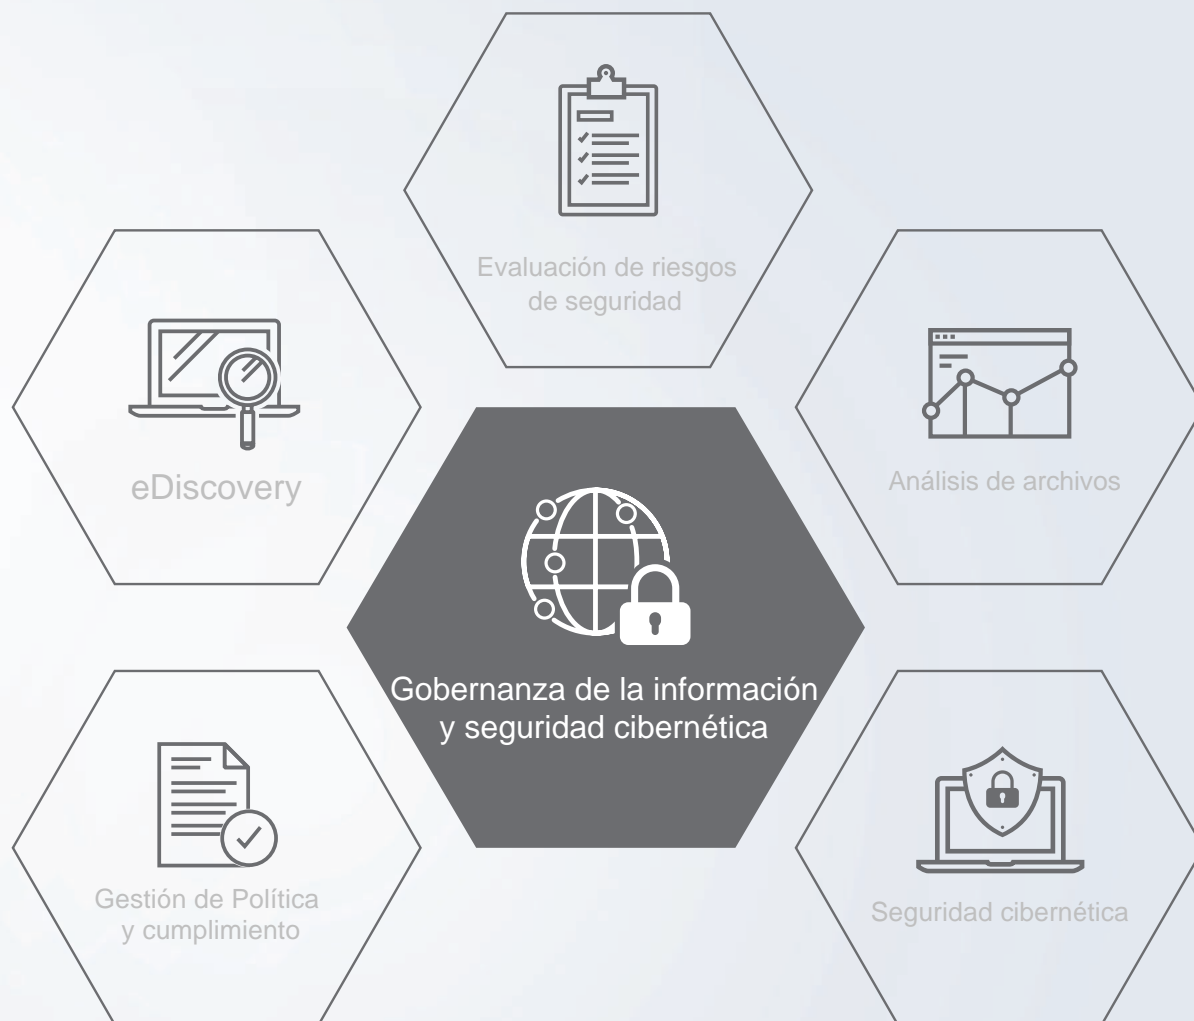 Evaluación de riesgos
de seguridad
eDiscovery
Análisis de archivos
Gobernanza de la información
y seguridad cibernética
Gestión de Política
y cumplimiento
Seguridad cibernética